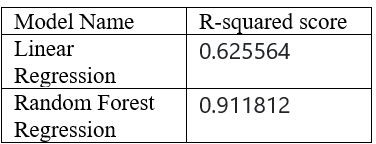 Model Name R-squared score
Linear 0.625564
Regression
Random Forest 0.911812
Regression